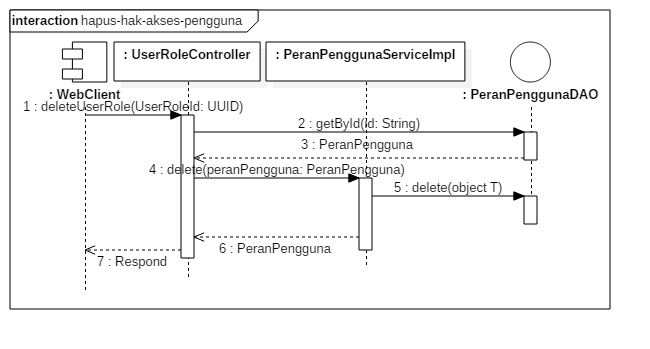 interaction hapus-hak-akses-pengguna
: UserRoleController
: PeranPenggunaServiceImpl
: WebClient
: PeranPenggunaDAO
1 : deleteUserRole(UserRoleId: UUID)
2 : getById(id: String)
3 : PeranPengguna
4 : delete(peranPengguna: PeranPengguna)
5 : delete(object T)
6 : PeranPengguna
7 : Respond